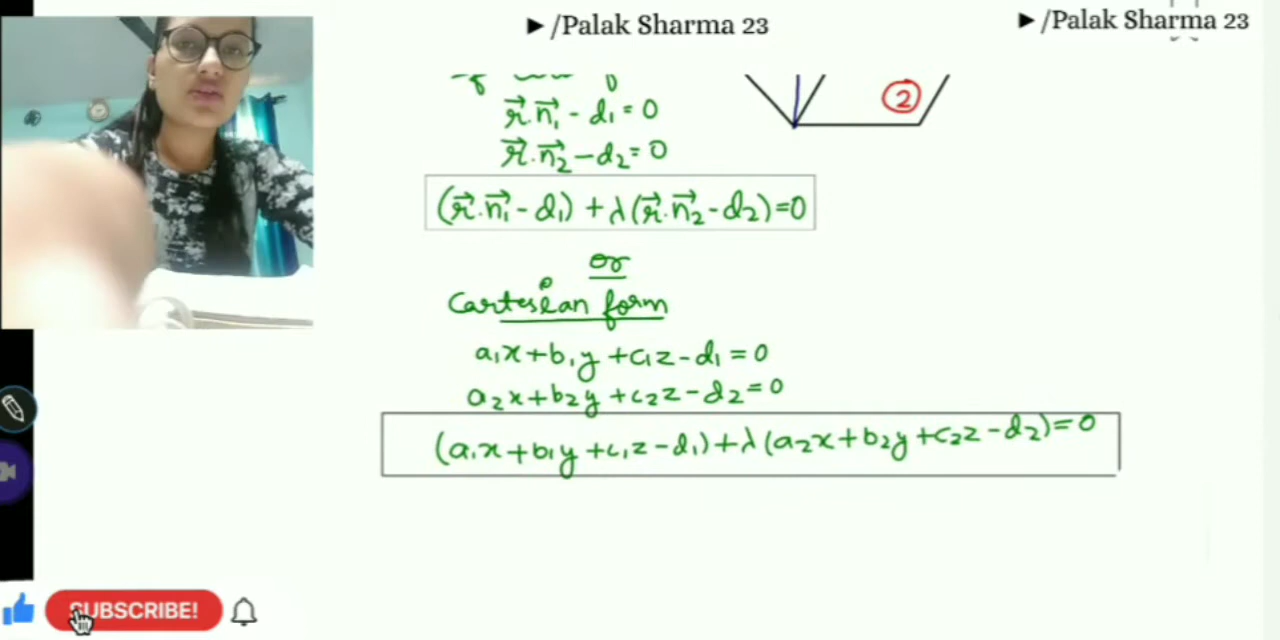 ▶/Palak Sharma 23
▶/Palak Sharma 23
r⃗.n⃗₁ - d₁ = 0
r⃗.n⃗₂ - d₂ = 0
(r⃗.n⃗₁ - d₁) + λ(r⃗.n⃗₂ - d₂) = 0
or
Cartesian form
a₁x + b₁y + c₁z - d₁ = 0
a₂x + b₂y + c₂z - d₂ = 0
(a₁x + b₁y + c₁z - d₁) + λ(a₂x + b₂y + c₂z - d₂) = 0
2
SUBSCRIBE!